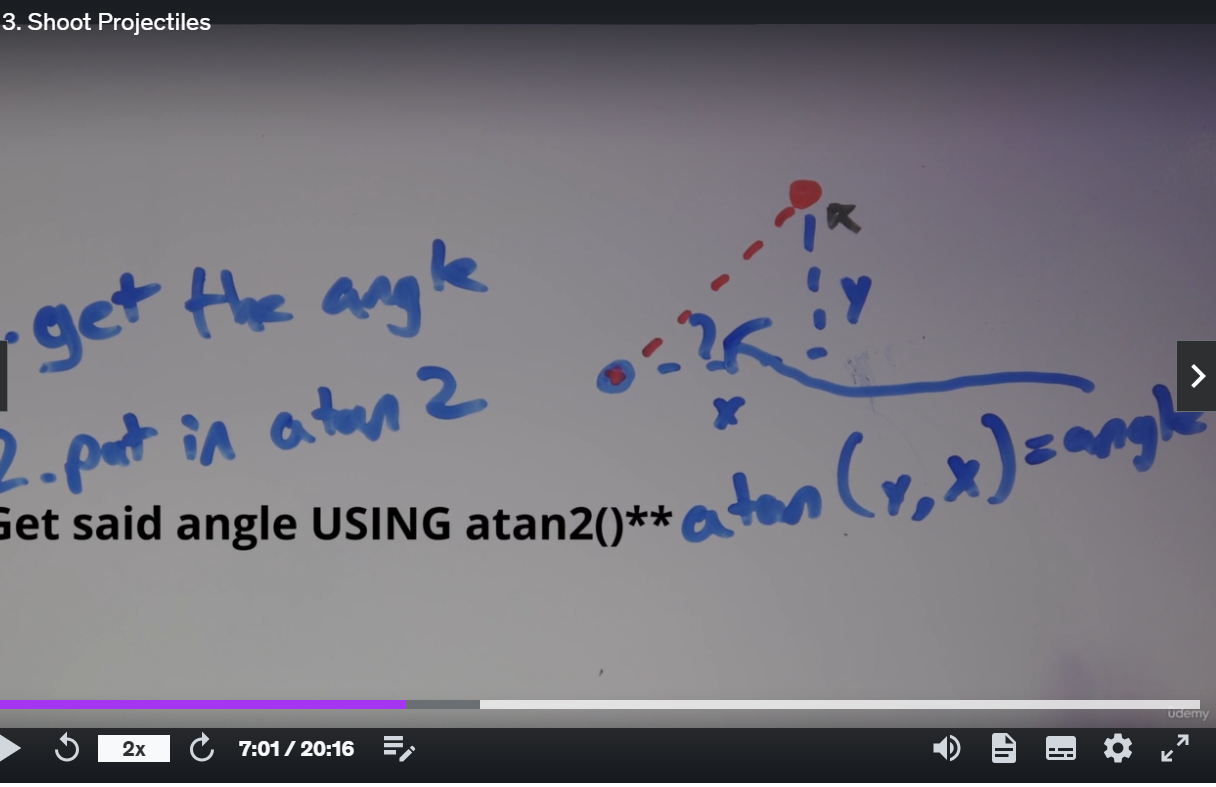 3. Shoot Projectiles
. get the angle
2. put in atan 2
Get said angle USING atan2()**
?
y
x
atan (y, x) = angle
udemy
2x
7:01 / 20:16